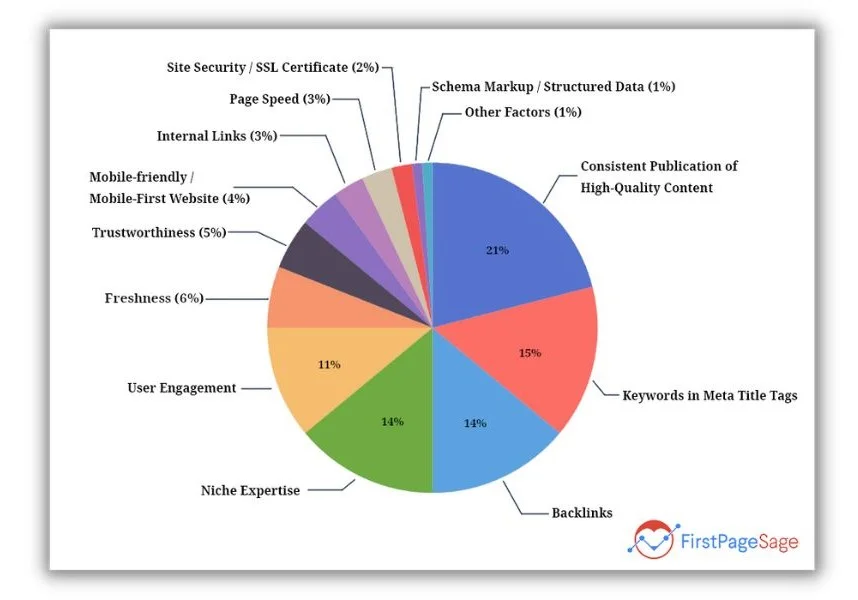 Site Security / SSL Certificate (2%)
Schema Markup / Structured Data (1%)
Page Speed (3%)
Other Factors (1%)
Internal Links (3%)
Consistent Publication of
High-Quality Content
Mobile-friendly /
Mobile-First Website (4%)
Trustworthiness (5%)
21%
Freshness (6%)
15%
11%
User Engagement
Keywords in Meta Title Tags
14%
14%
Niche Expertise
Backlinks
FirstPageSage